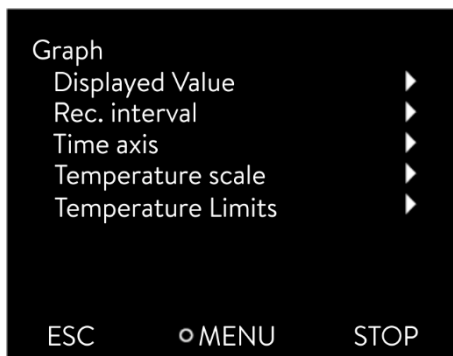 Graph
Displayed Value
Rec. interval
Time axis
Temperature scale
Temperature Limits
ESC MENU STOP